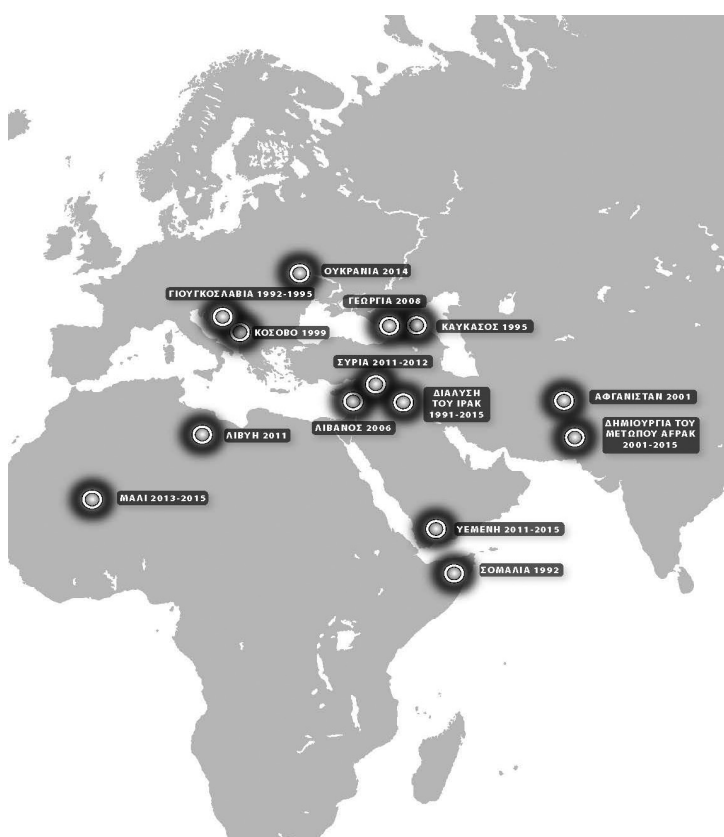 ΟΥΚΡΑΝΙΑ 2014
ΓΙΟΥΓΚΟΣΛΑΒΙΑ 1992-1995
ΓΕΩΡΓΙΑ 2008
ΚΑΥΚΑΣΟΣ 1995
ΚΟΣΟΒΟ 1999
ΣΥΡΙΑ 2011-2012
ΔΙΑΛΥΣΗ
ΤΟΥ ΙΡΑΚ
1991-2015
ΑΦΓΑΝΙΣΤΑΝ 2001
ΛΙΒΑΝΟΣ 2006
ΔΗΜΙΟΥΡΓΙΑ ΤΟΥ
ΜΕΤΩΠΟΥ AFPAK
2001-2015
ΛΙΒΥΗ 2011
ΜΑΛΙ 2013-2015
ΥΕΜΕΝΗ 2011-2015
ΣΟΜΑΛΙΑ 1992